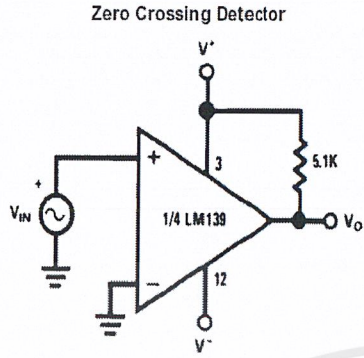 Zero Crossing Detector
V+
+
3
5.1K
+
VIN
1/4 LM139
VO
−
12
V−